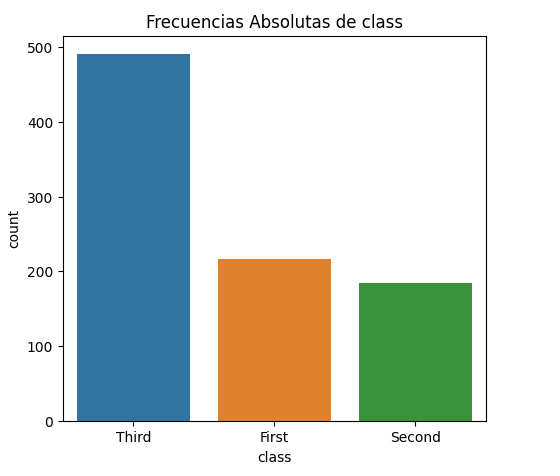 Frecuencias Absolutas de class
500
400
300
200
100
0
count
Third First Second
class